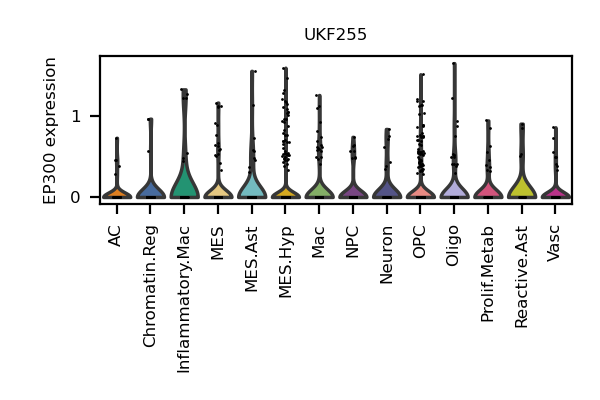 UKF255
EP300 expression
1
0
AC
Chromatin.Reg
Inflammatory.Mac
MES
MES.Ast
MES.Hyp
Mac
NPC
Neuron
OPC
Oligo
Prolif.Metab
Reactive.Ast
Vasc